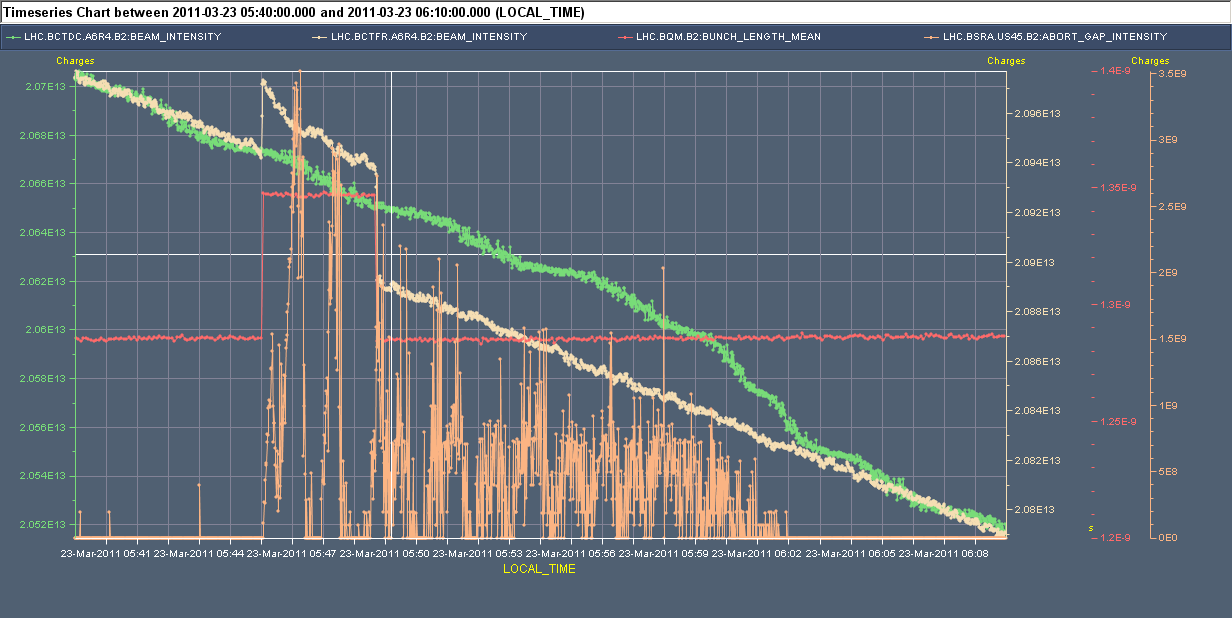 Timeseries Chart between 2011-03-23 05:40:00.000 and 2011-03-23 06:10:00.000 (LOCAL_TIME)
LHC.BCTDC.A6R4.B2:BEAM_INTENSITY LHC.BCTFR.A6R4.B2:BEAM_INTENSITY LHC.BQM.B2:BUNCH_LENGTH_MEAN LHC.BSRA.US45.B2:ABORT_GAP_INTENSITY
Charges Charges Charges
2.07E13
2.068E13
2.066E13
2.064E13
2.062E13
2.06E13
2.058E13
2.056E13
2.054E13
2.052E13
2.096E13
2.094E13
2.092E13
2.09E13
2.088E13
2.086E13
2.084E13
2.082E13
2.08E13
1.4E-9
1.35E-9
1.3E-9
1.25E-9
s
1.2E-9
3.5E9
3E9
2.5E9
2E9
1.5E9
1E9
5E8
0E0
23-Mar-2011 05:41 23-Mar-2011 05:44 23-Mar-2011 05:47 23-Mar-2011 05:50 23-Mar-2011 05:53 23-Mar-2011 05:56 23-Mar-2011 05:59 23-Mar-2011 06:02 23-Mar-2011 06:05 23-Mar-2011 06:08
LOCAL_TIME